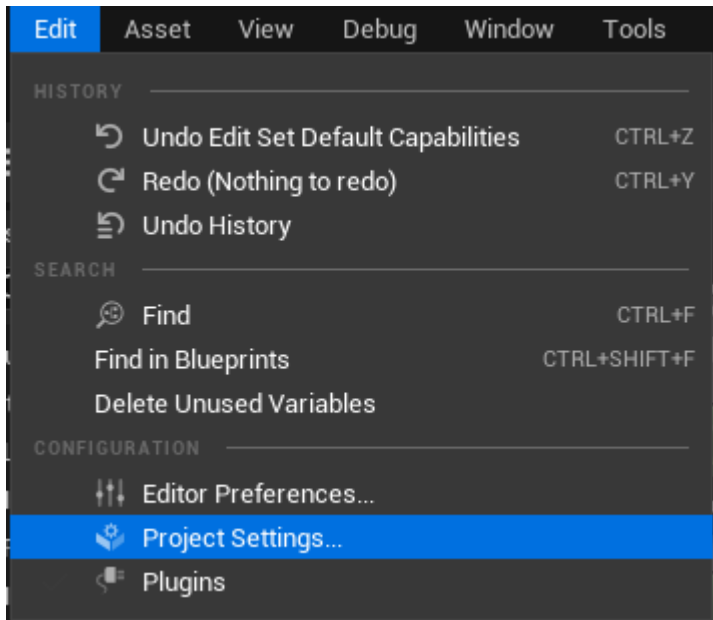 Edit Asset View Debug Window Tools
HISTORY
Undo Edit Set Default Capabilities CTRL+Z
Redo (Nothing to redo) CTRL+Y
Undo History
SEARCH
Find CTRL+F
Find in Blueprints CTRL+SHIFT+F
Delete Unused Variables
CONFIGURATION
Editor Preferences...
Project Settings...
Plugins